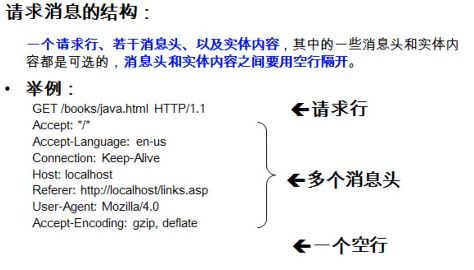 请求消息的结构：
一个请求行、若干消息头、以及实体内容，其中的一些消息头和实体内
容都是可选的，消息头和实体内容之间要用空行隔开。
• 举例：
GET /books/java.html HTTP/1.1 ←请求行
Accept: */*
Accept-Language: en-us
Connection: Keep-Alive
Host: localhost
Referer: http://localhost/links.asp ←多个消息头
User-Agent: Mozilla/4.0
Accept-Encoding: gzip, deflate
←一个空行